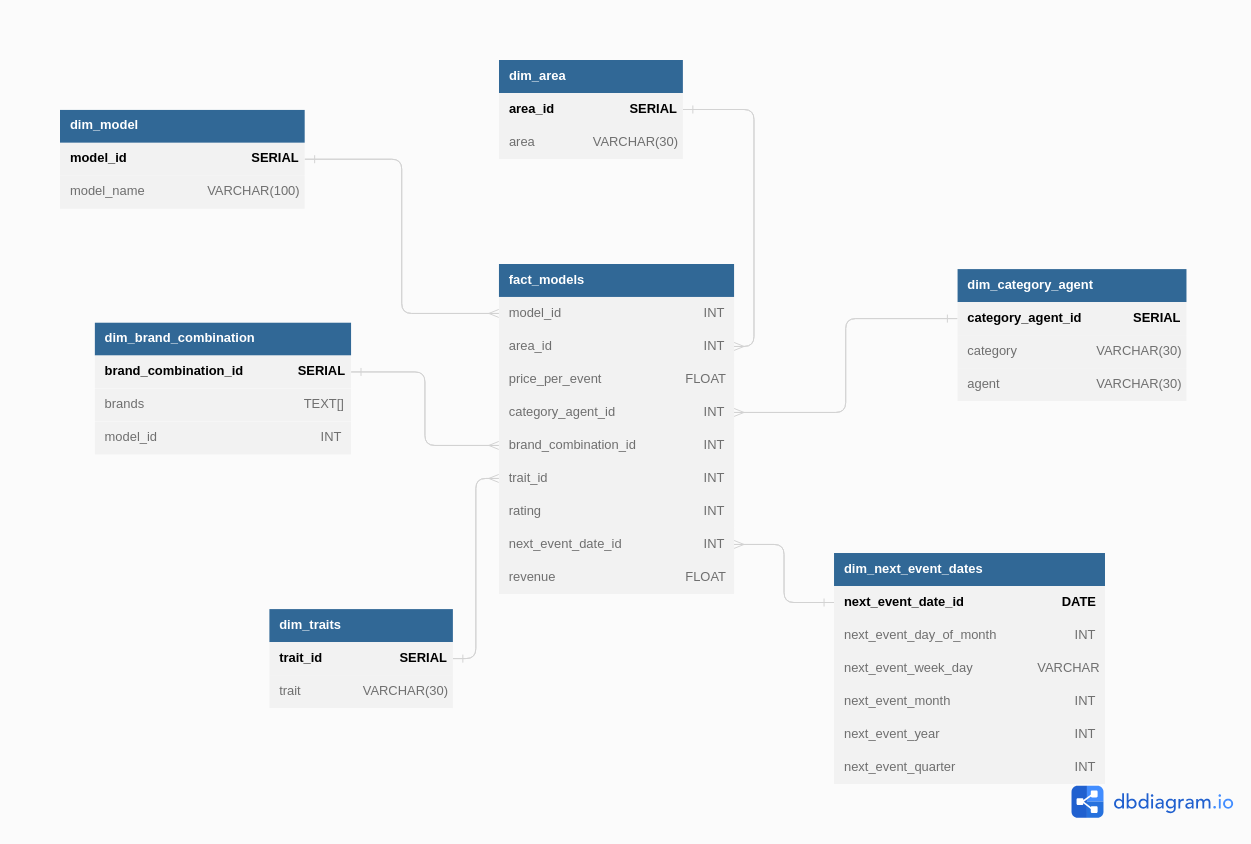 dim_area
area_id SERIAL
area VARCHAR(30)
dim_model
model_id SERIAL
model_name VARCHAR(100)
fact_models
model_id INT
area_id INT
price_per_event FLOAT
category_agent_id INT
brand_combination_id INT
trait_id INT
rating INT
next_event_date_id INT
revenue FLOAT
dim_category_agent
category_agent_id SERIAL
category VARCHAR(30)
agent VARCHAR(30)
dim_brand_combination
brand_combination_id SERIAL
brands TEXT[]
model_id INT
dim_next_event_dates
next_event_date_id DATE
next_event_day_of_month INT
next_event_week_day VARCHAR
next_event_month INT
next_event_year INT
next_event_quarter INT
dim_traits
trait_id SERIAL
trait VARCHAR(30)
dbdiagram.io